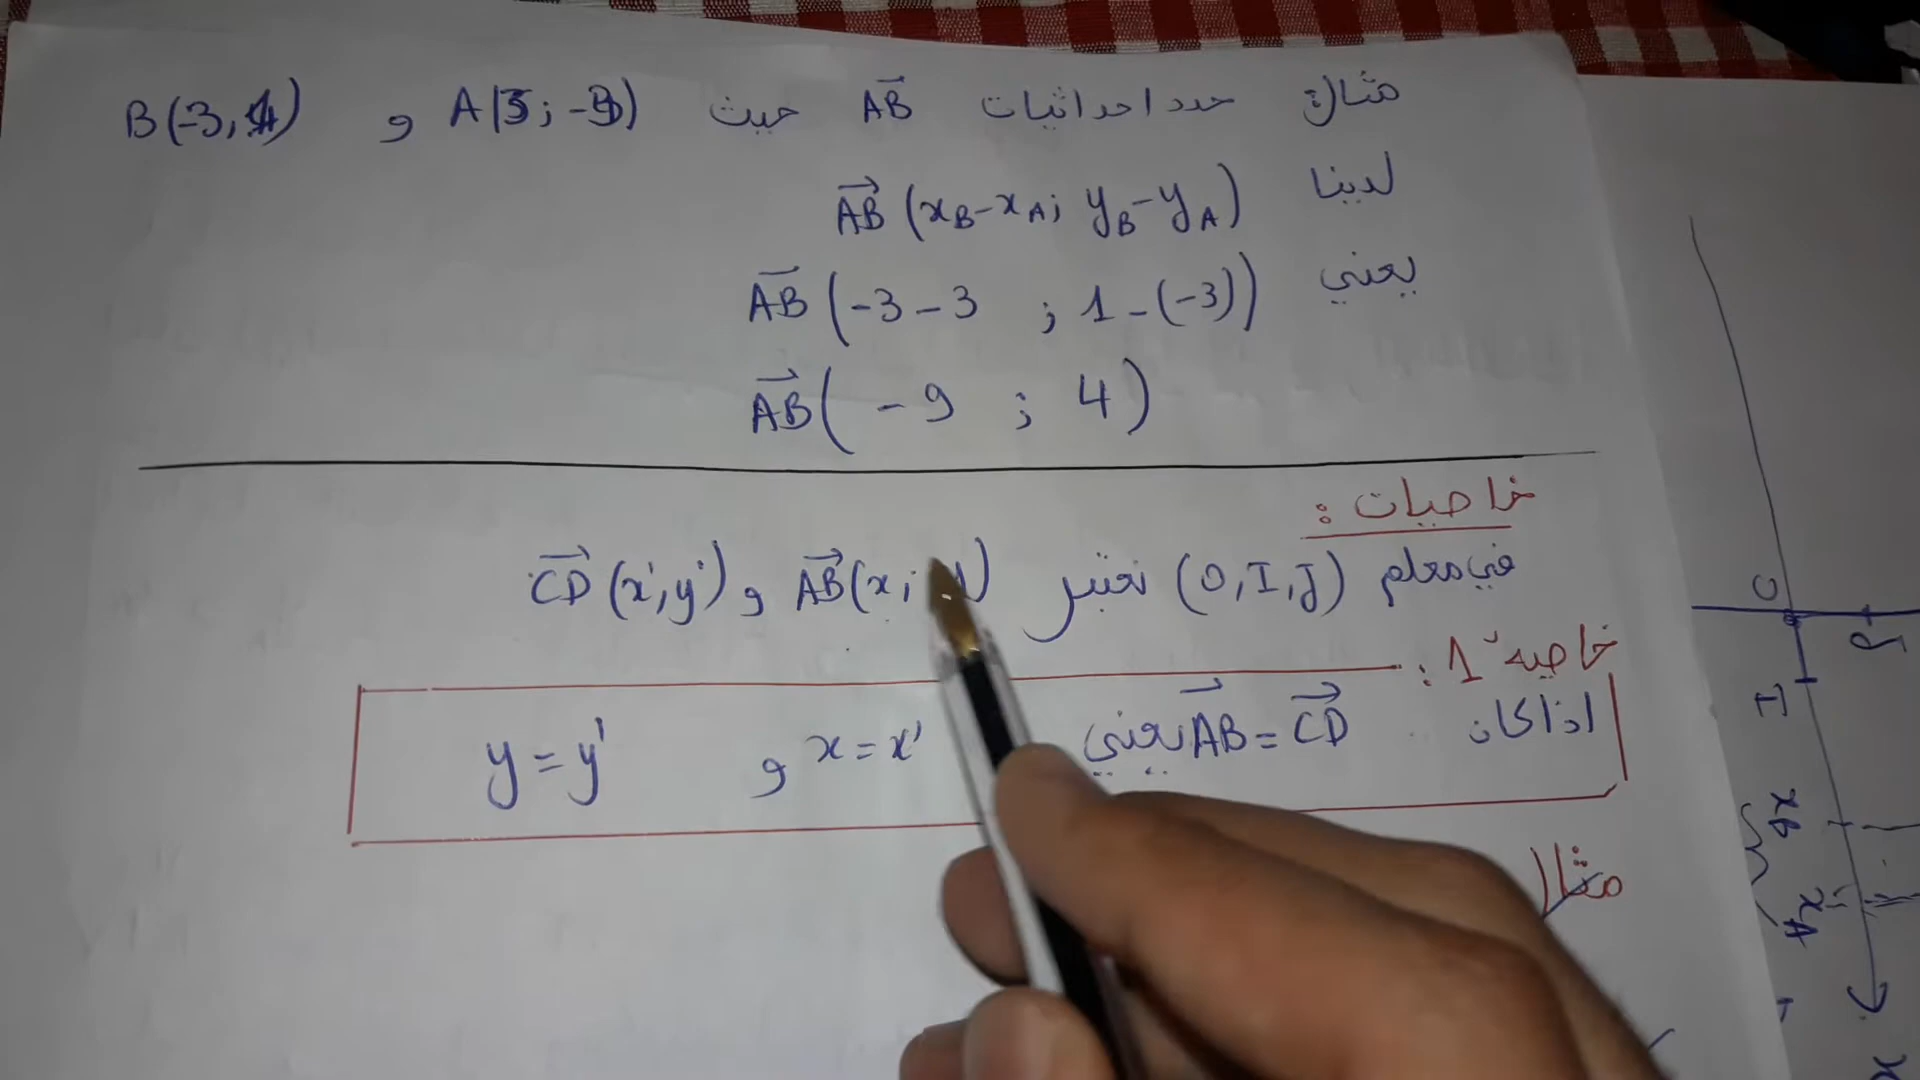 مثال: حدد احداثيات AB حيث A(3; -3) و B(-3, 1)
لدينا AB (xB-xA; yB-yA)
يعني AB (-3-3 ; 1-(-3))
AB (-9 ; 4)
خاصيات :
في معلم (O,I,J) نعتبر AB(x; و CD (x', y')
خاصية 1 :
اذا كان AB = CD يعني x = x' و y = y'
مثال
O
I
J
xB
xA